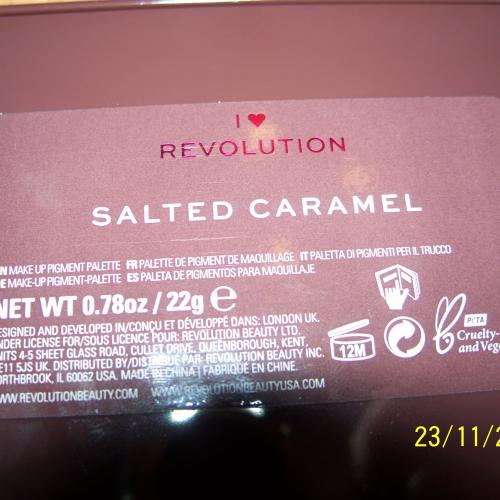 I ♥
REVOLUTION
SALTED CARAMEL
N MAKE UP PIGMENT PALETTE FR PALETTE DE PIGMENT DE MAQUILLAGE IT PALETTA DI PIGMENTI PER IL TRUCCO
E MAKE-UP-PIGMENT-PALETTE ES PALETA DE PIGMENTOS PARA MAQUILLAJE
NET WT 0.78oz / 22g ℮
ESIGNED AND DEVELOPED IN/CONÇU ET DÉVELOPPÉ DANS: LONDON UK.
NDER LICENSE FOR/SOUS LICENCE POUR: REVOLUTION BEAUTY LTD.
NITS 4-5 SHEET GLASS ROAD, CULLET DRIVE, QUEENBOROUGH, KENT,
E11 5JS UK. DISTRIBUTED BY/DISTRIBUÉ PAR: REVOLUTION BEAUTY INC.
ORTHBROOK, IL 60062 USA. MADE IN CHINA | FABRIQUÉ EN CHINE.
WWW.REVOLUTIONBEAUTY.COM WWW.REVOLUTIONBEAUTYUSA.COM
12M
PETA
Cruelty-
and Veg
23/11/2